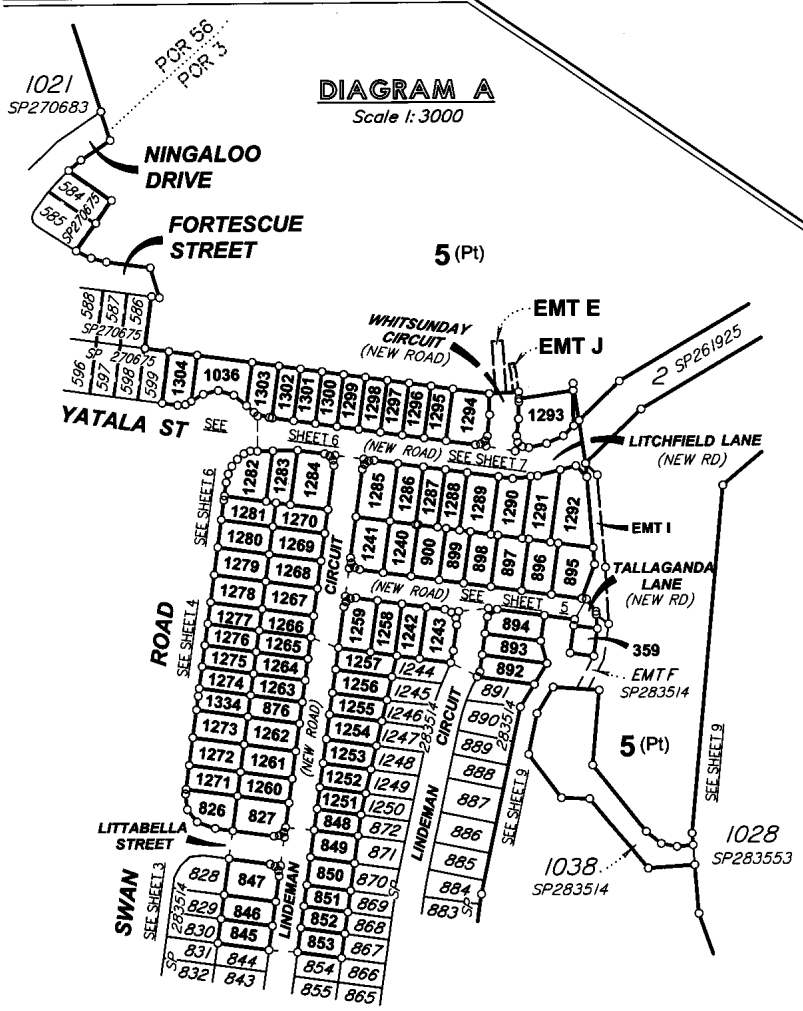 DIAGRAM A
Scale 1: 3000
POR 56
POR 3
1021
SP270683
NINGALOO
DRIVE
584
585
SP270675
FORTESCUE
STREET
5 (Pt)
588
587
586
SP270675
SP 270675
596
597
598
599
WHITSUNDAY
CIRCUIT
(NEW ROAD)
EMT E
EMT J
2 SP261925
1304
1036
1303
1302
1301
1300
1299
1298
1297
1296
1295
1294
1293
YATALA ST
SEE
SHEET 6
(NEW ROAD)
SEE SHEET 7
LITCHFIELD LANE
(NEW RD)
SEE SHEET 6
1282
1283
1284
1285
1286
1287
1288
1289
1290
1291
1292
EMT I
1281
1270
1280
1269
1279
1268
1278
1267
1277
1266
1276
1265
1275
1264
1274
1263
1334
876
1273
1262
1272
1261
1271
1260
826
827
CIRCUIT
1241
1240
900
899
898
897
896
895
TALLAGANDA
LANE
(NEW RD)
(NEW ROAD)
SEE
SHEET
5
ROAD
SEE SHEET 4
1259
1258
1242
1243
894
893
892
359
EMT F
SP283514
1257
1244
1256
1245
1255
1246
1254
1247
1253
1248
1252
1249
1251
1250
848
872
849
871
850
870
851
869
852
868
853
867
854
866
855
865
283514
SP
(NEW ROAD)
LINDEMAN
CIRCUIT
LINDEMAN
891
890
889
888
887
886
885
884
883
283514
SP
SEE SHEET 9
5 (Pt)
SEE SHEET 9
1028
SP283553
1038
SP283514
LITTABELLA
STREET
SWAN
SEE SHEET 3
828
847
829
846
830
845
831
844
832
843
283514
SP